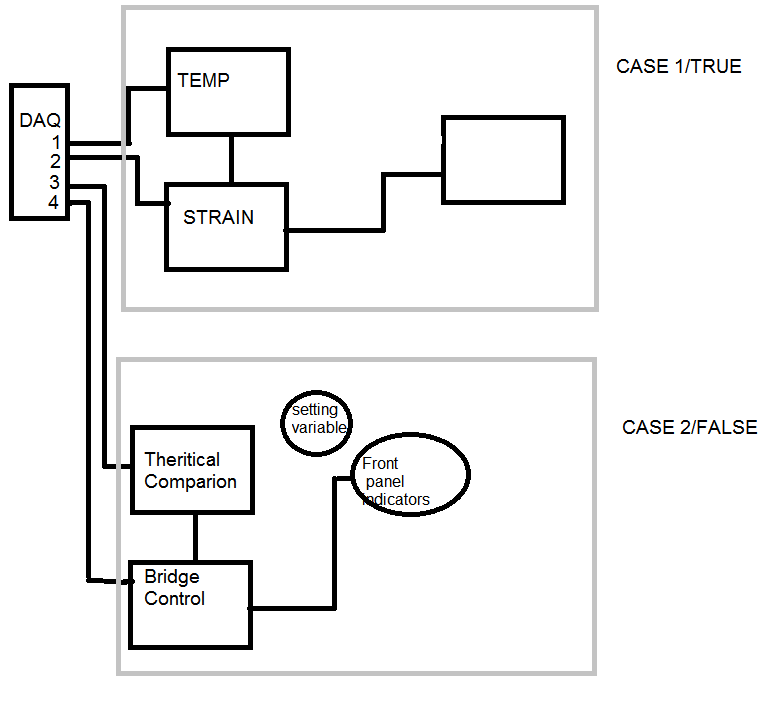 CASE 1/TRUE
TEMP
DAQ
1
2
3
4
STRAIN
CASE 2/FALSE
setting
variable
Front
panel
indicators
Theritical
Comparion
Bridge
Control